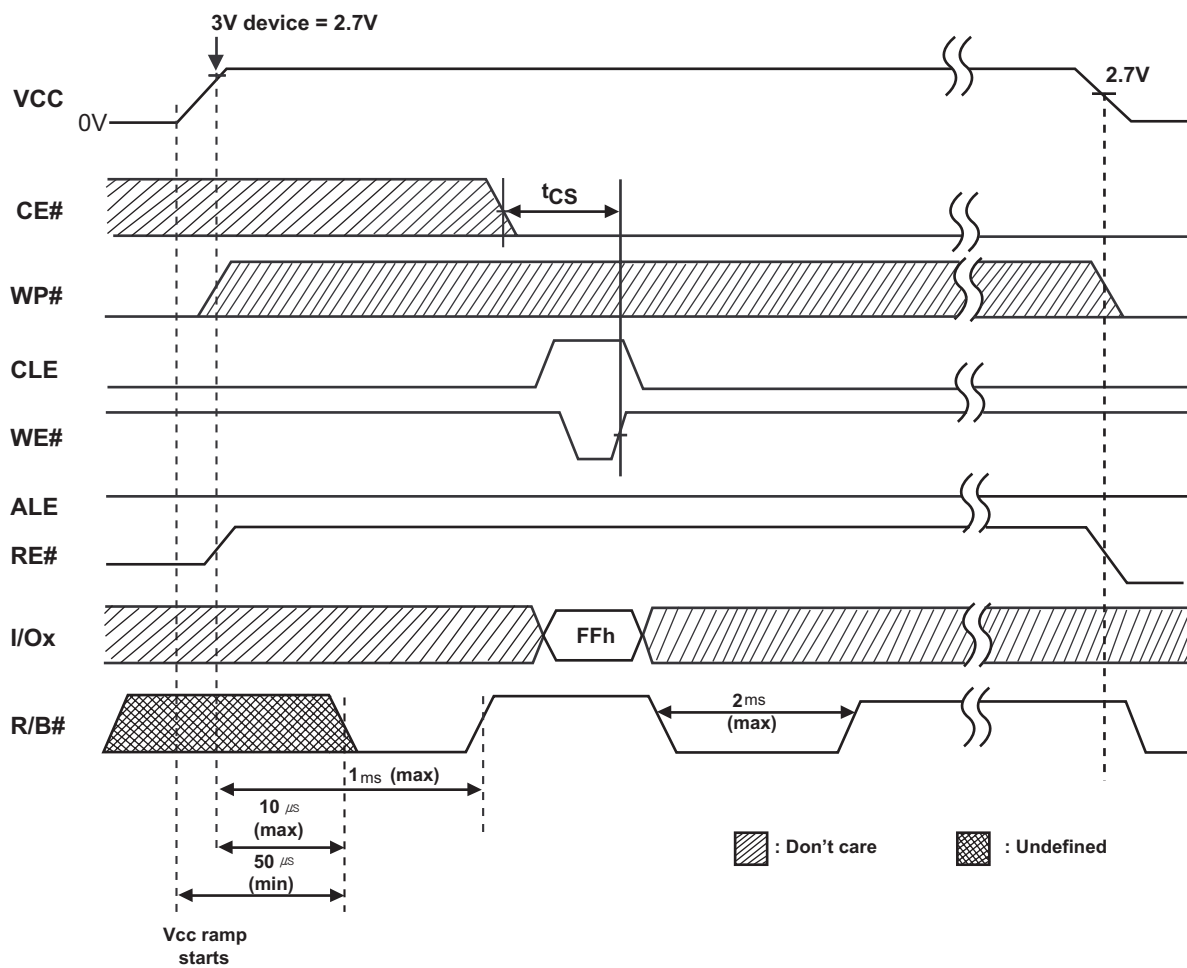 3V device = 2.7V
VCC
0V
2.7V
CE#
tCS
WP#
CLE
WE#
ALE
RE#
I/Ox
FFh
R/B#
2ms
(max)
1ms (max)
10 μs
(max)
50 μs
(min)
: Don't care
: Undefined
Vcc ramp
starts